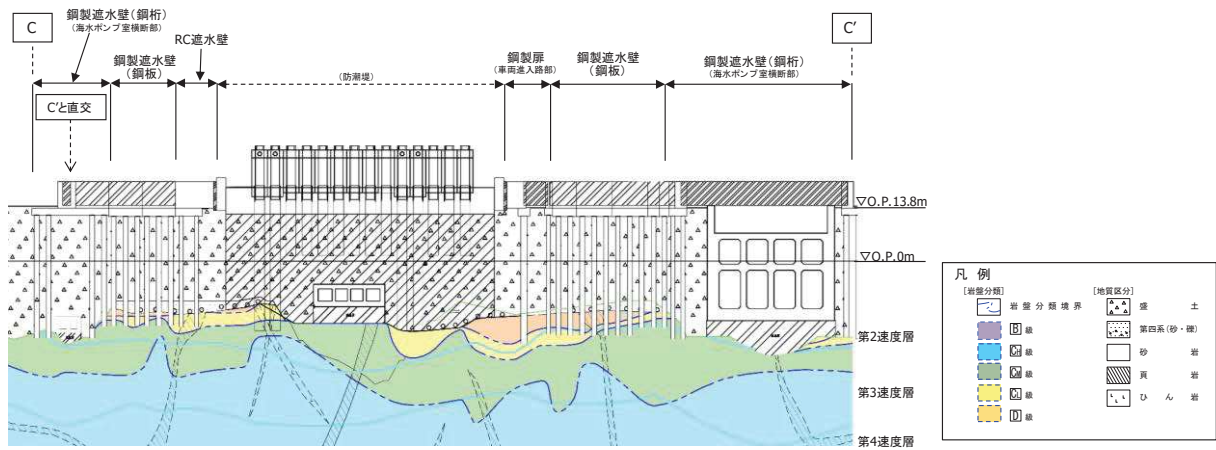 C
鋼製遮水壁（鋼桁）
（海水ポンプ室横断部）
鋼製遮水壁
（鋼板）
RC遮水壁
（防潮堤）
鋼製扉
（車両進入路部）
鋼製遮水壁
（鋼板）
鋼製遮水壁（鋼桁）
（海水ポンプ室横断部）
C'
C'と直交
▽O.P.13.8m
▽O.P.0m
第2速度層
第3速度層
第4速度層
凡 例
[岩盤分類]
岩盤分類境界
B 級
CH 級
CM 級
CL 級
D 級
[地質区分]
盛 土
第四系（砂・礫）
砂 岩
頁 岩
ひ ん 岩